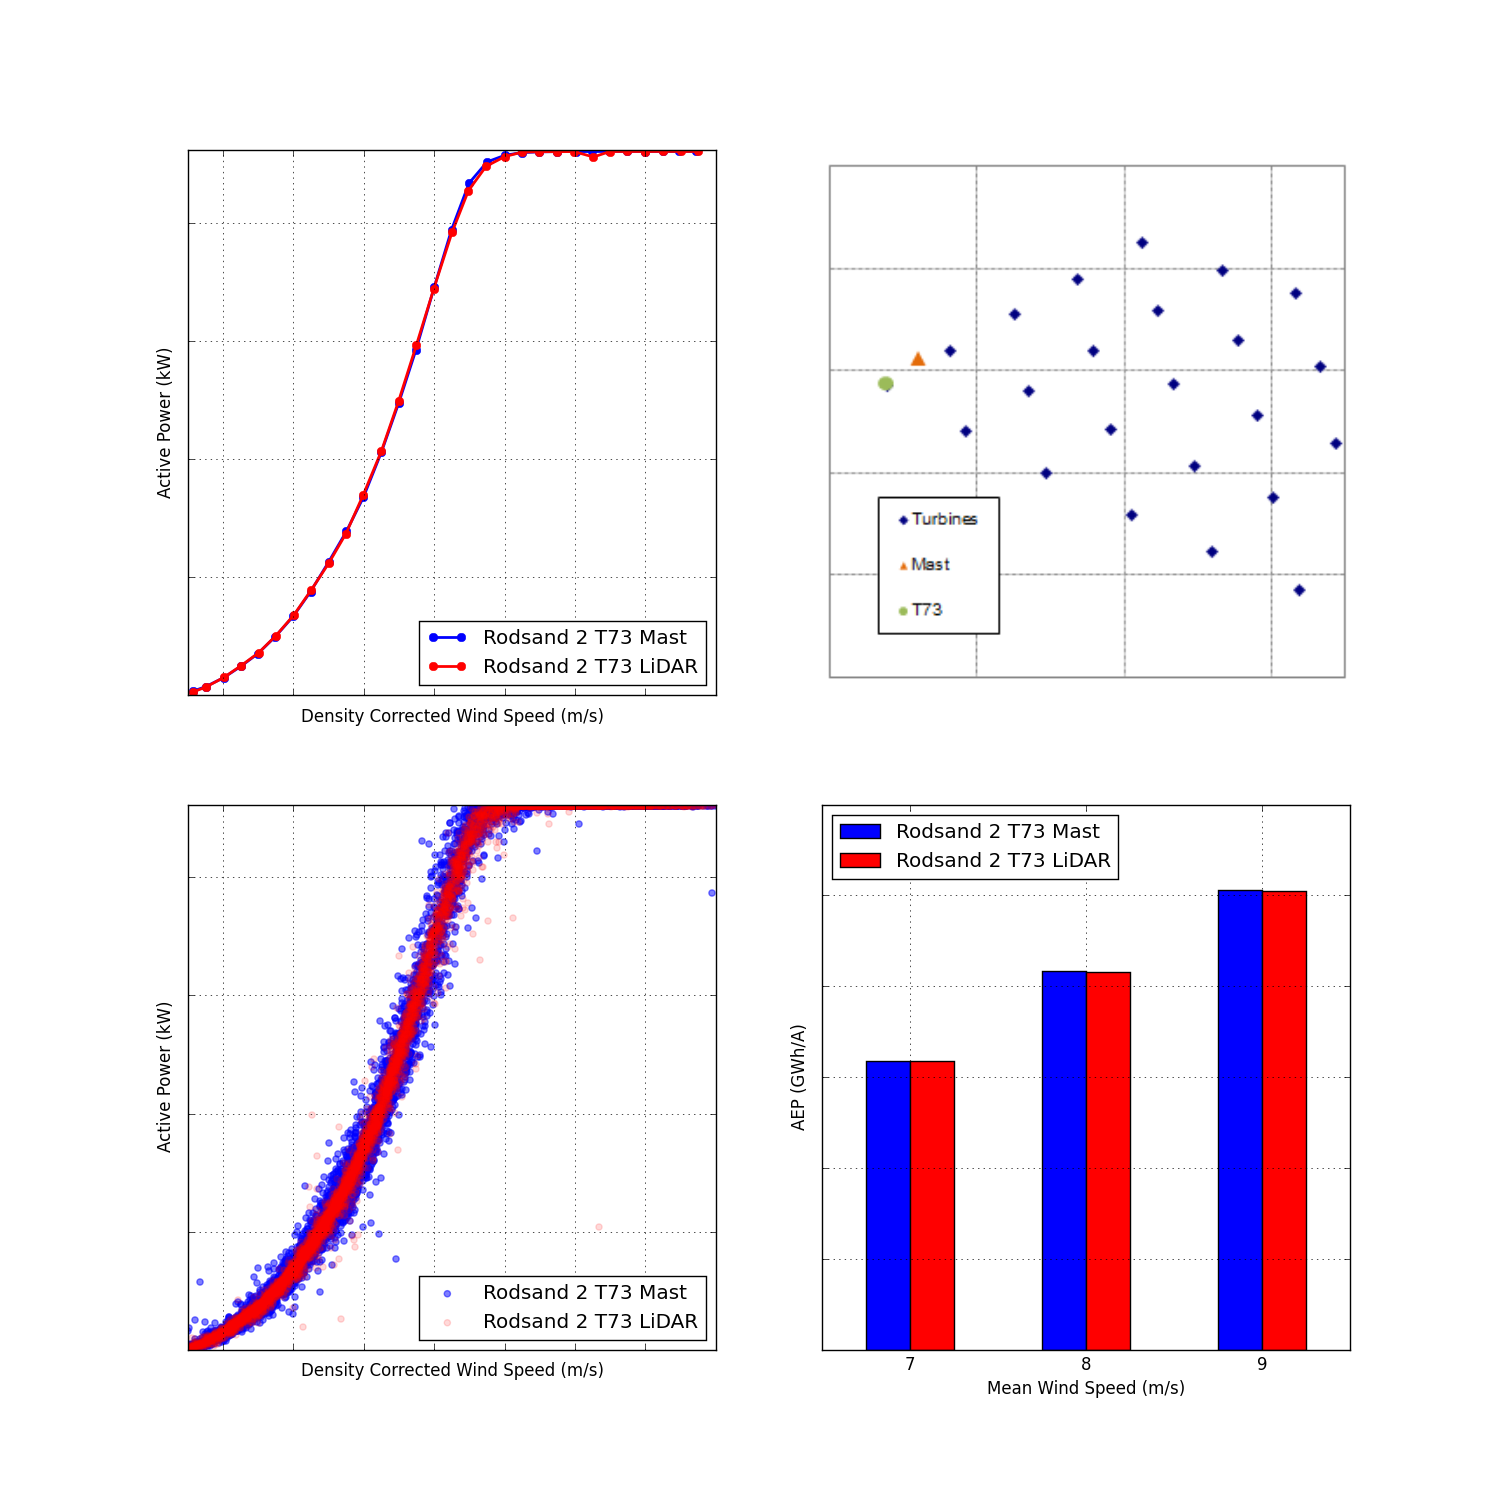 Active Power (kW)
Rodsand 2 T73 Mast
Rodsand 2 T73 LiDAR
Density Corrected Wind Speed (m/s)
Turbines
Mast
T73
Active Power (kW)
Rodsand 2 T73 Mast
Rodsand 2 T73 LiDAR
Density Corrected Wind Speed (m/s)
Rodsand 2 T73 Mast
Rodsand 2 T73 LiDAR
AEP (GWh/A)
7 8 9
Mean Wind Speed (m/s)